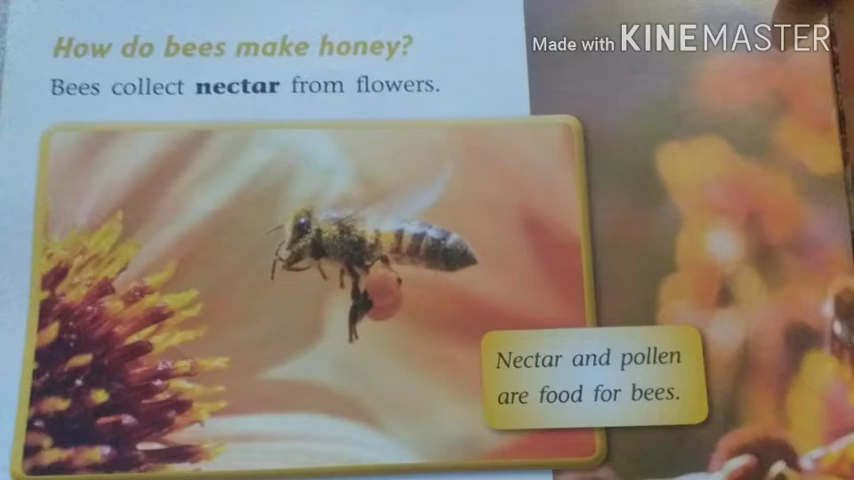 How do bees make honey?
Made with KINEMASTER
Bees collect nectar from flowers.
Nectar and pollen
are food for bees.